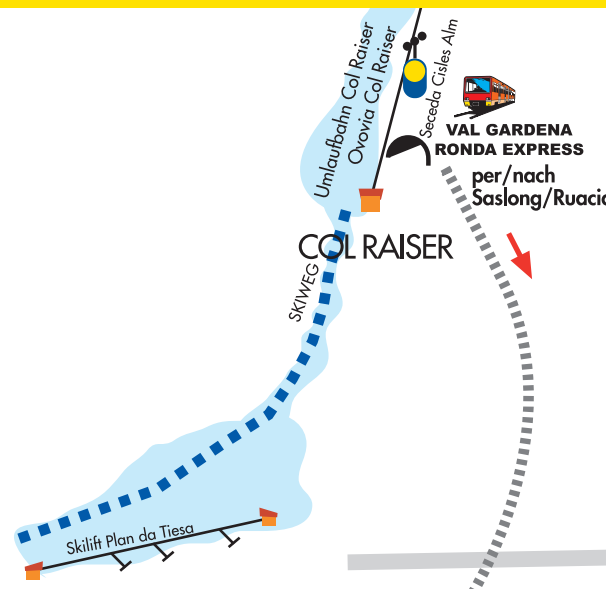 Umlaufbahn Col Raiser
Ovovia Col Raiser
Seceda Cisles Alm
VAL GARDENA
RONDA EXPRESS
per/nach
Saslong/Ruacia
COL RAISER
SKIWEG
Skilift Plan da Tiesa